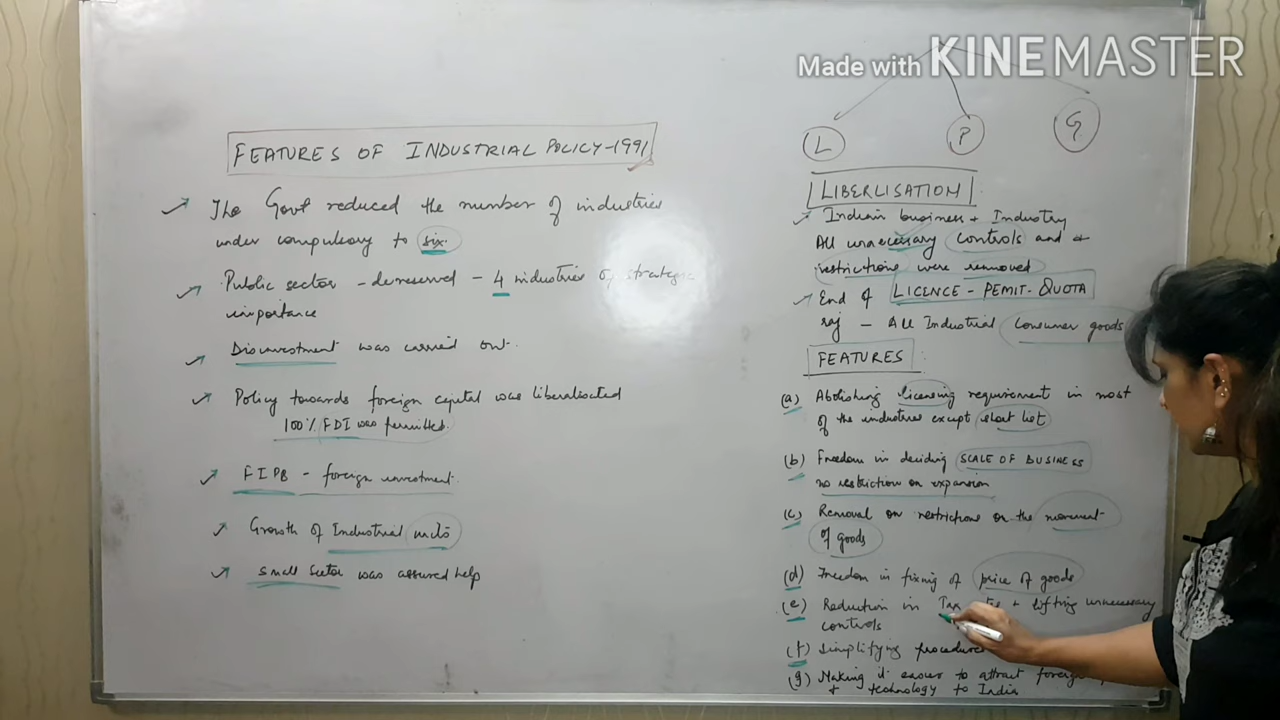 Made with KINEMASTER
FEATURES OF INDUSTRIAL POLICY-1991
The Govt reduced the number of industries
under compulsory to six.
Public sector - dereserved - 4 industries of strategic
importance
Disinvestment was carried out.
Policy towards foreign capital was liberalisated
100% FDI was permitted.
FIPB - foreign investment.
Growth of Industrial units
Small Sector was assured help
L P G
LIBERLISATION
Indian business + Industry
All unnecessary controls and
restrictions were removed
End of LICENCE - PEMIT - QUOTA
raj - All Industrial Consumer goods
FEATURES :
(a) Abolishing licensing requirement in most
of the industries except short list
(b) Freedom in deciding SCALE OF BUSINESS
no restriction on expansion
(c) Removal on restrictions on the movement
of goods
(d) Freedom in fixing of price of goods
(e) Reduction in Tax + lifting unnecessary
controls
(f) Simplifying procedures
(g) Making it easier to attract foreign
+ technology to India